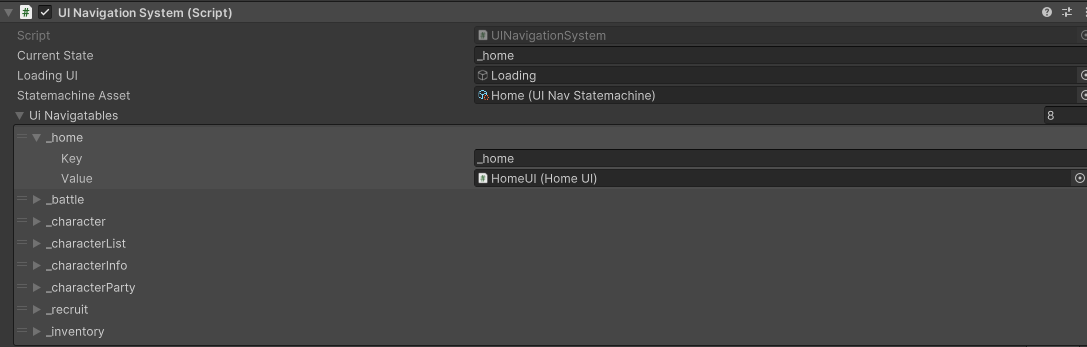 UI Navigation System (Script)
Script UINavigationSystem
Current State _home
Loading UI Loading
Statemachine Asset Home (UI Nav Statemachine)
Ui Navigatables 8
_home
Key _home
Value HomeUI (Home UI)
_battle
_character
_characterList
_characterInfo
_characterParty
_recruit
_inventory